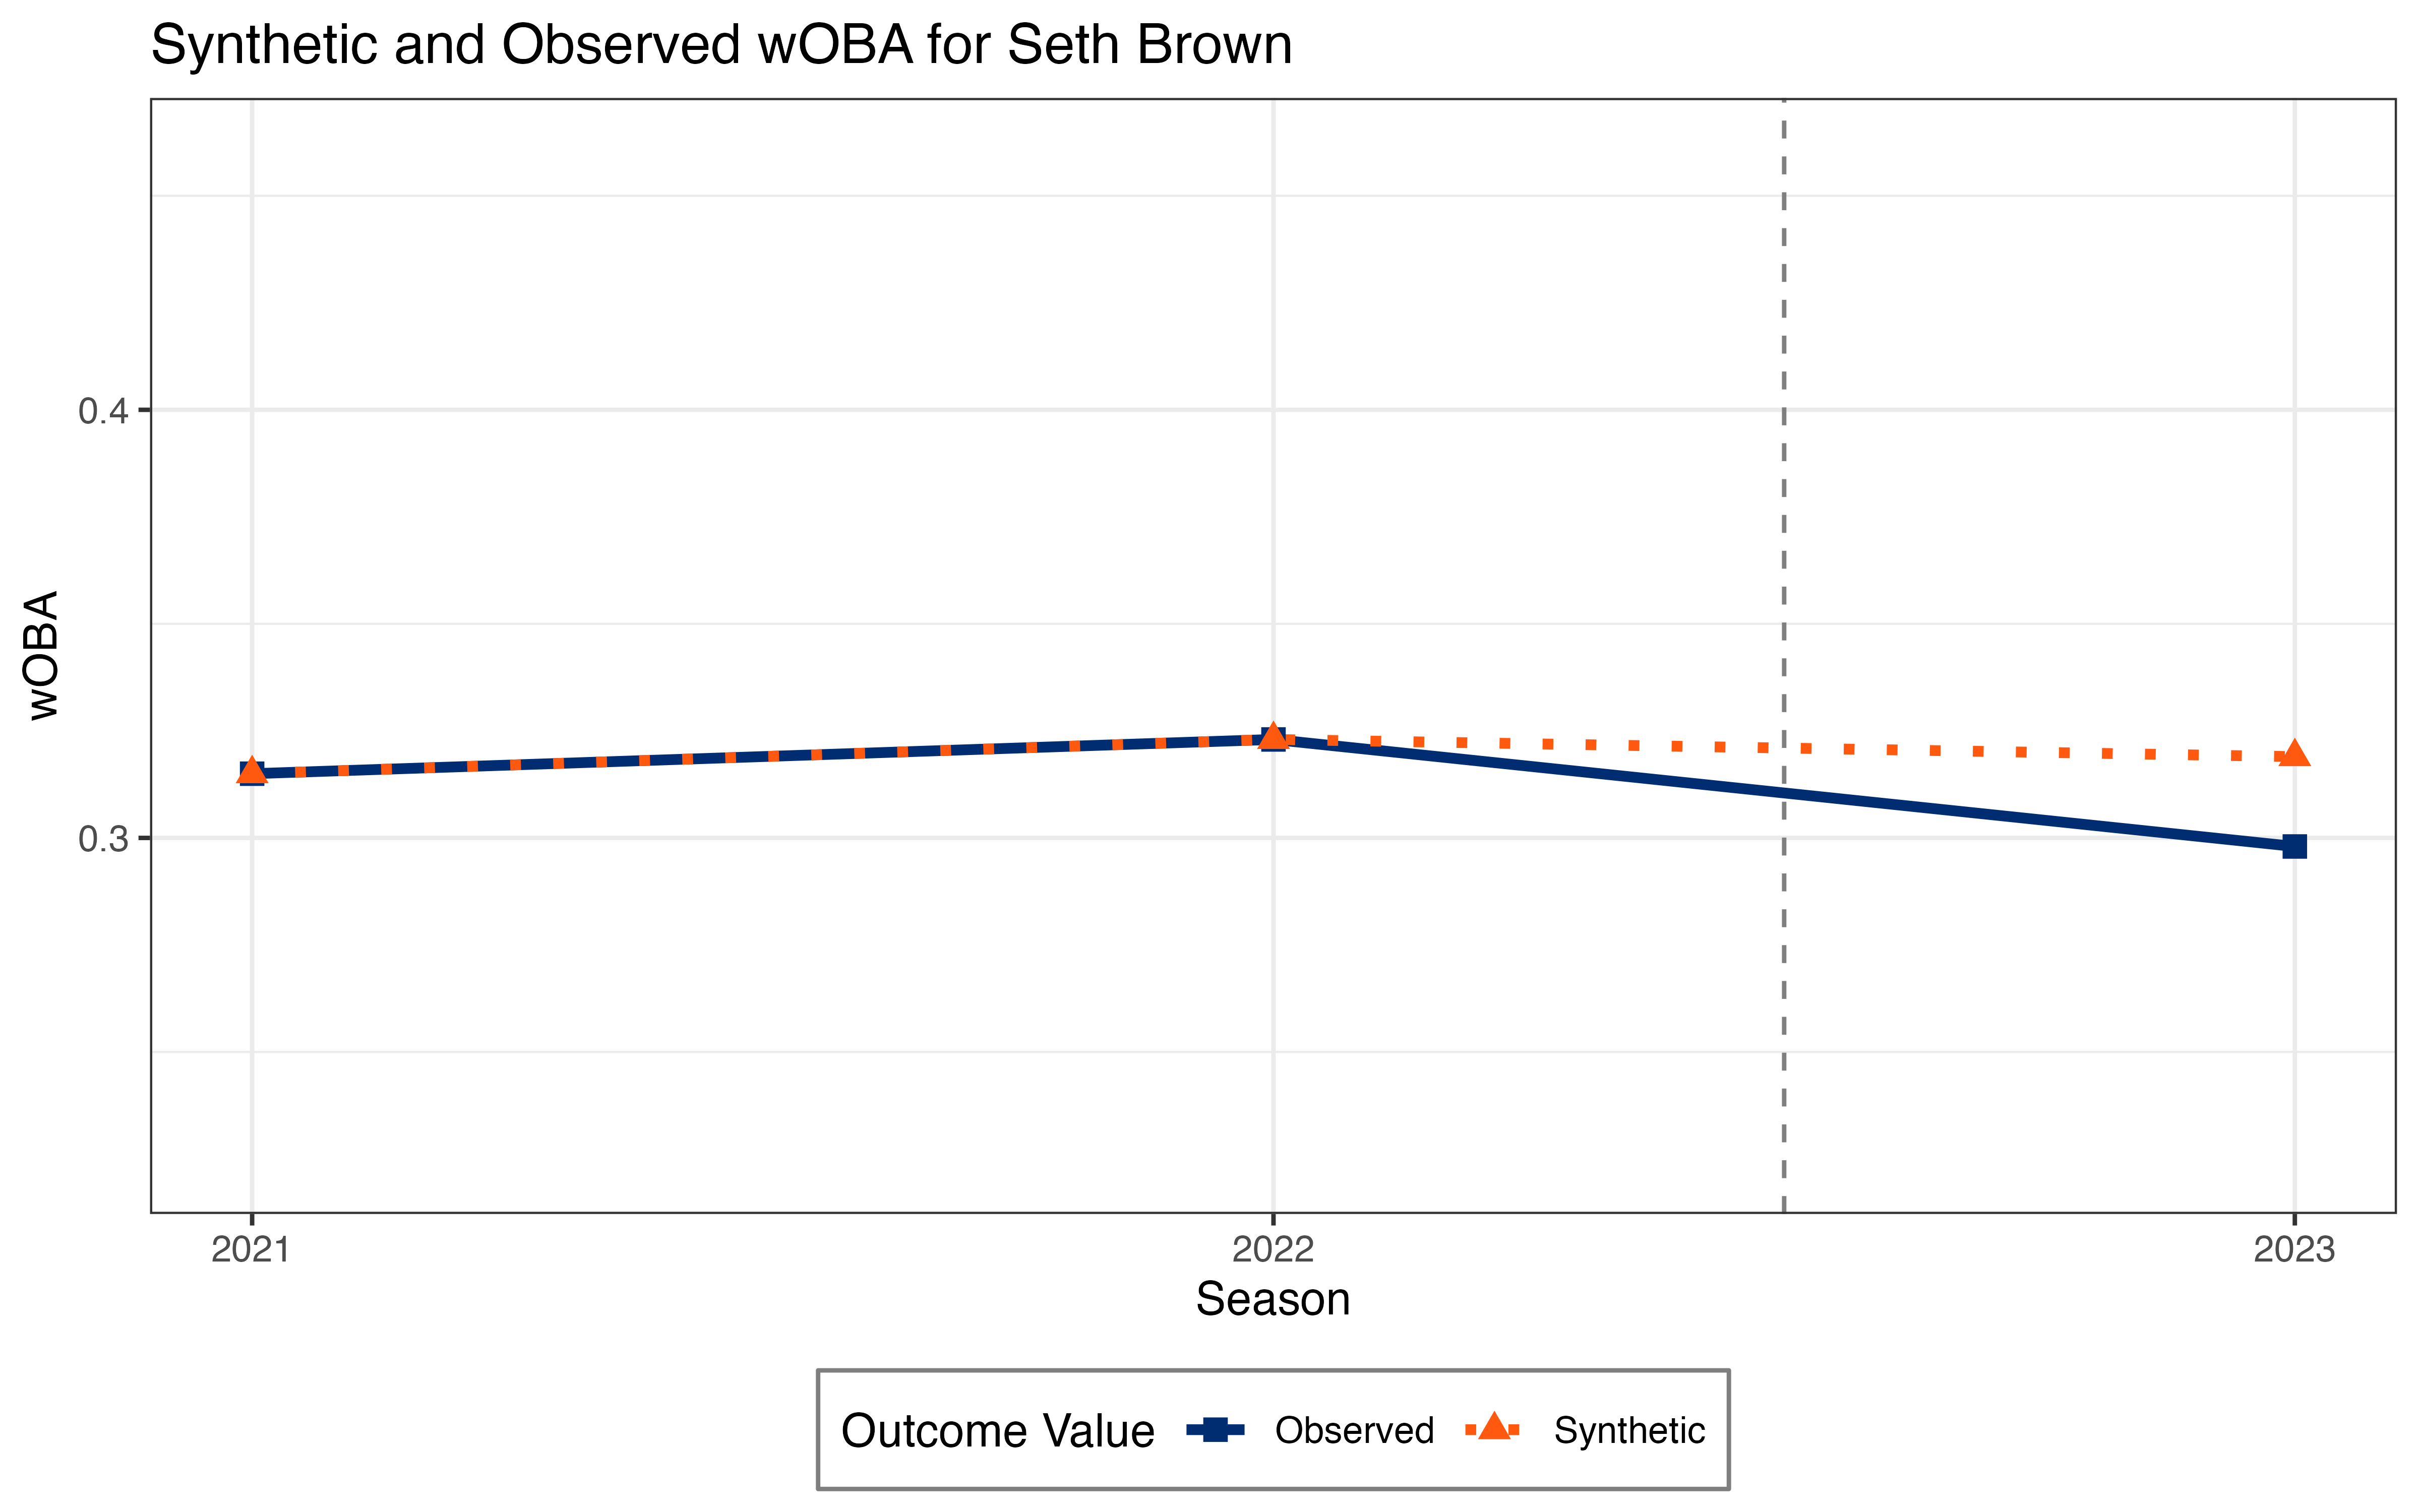 Synthetic and Observed wOBA for Seth Brown
wOBA
0.4
0.3
2021 2022 2023
Season
Outcome Value Observed Synthetic